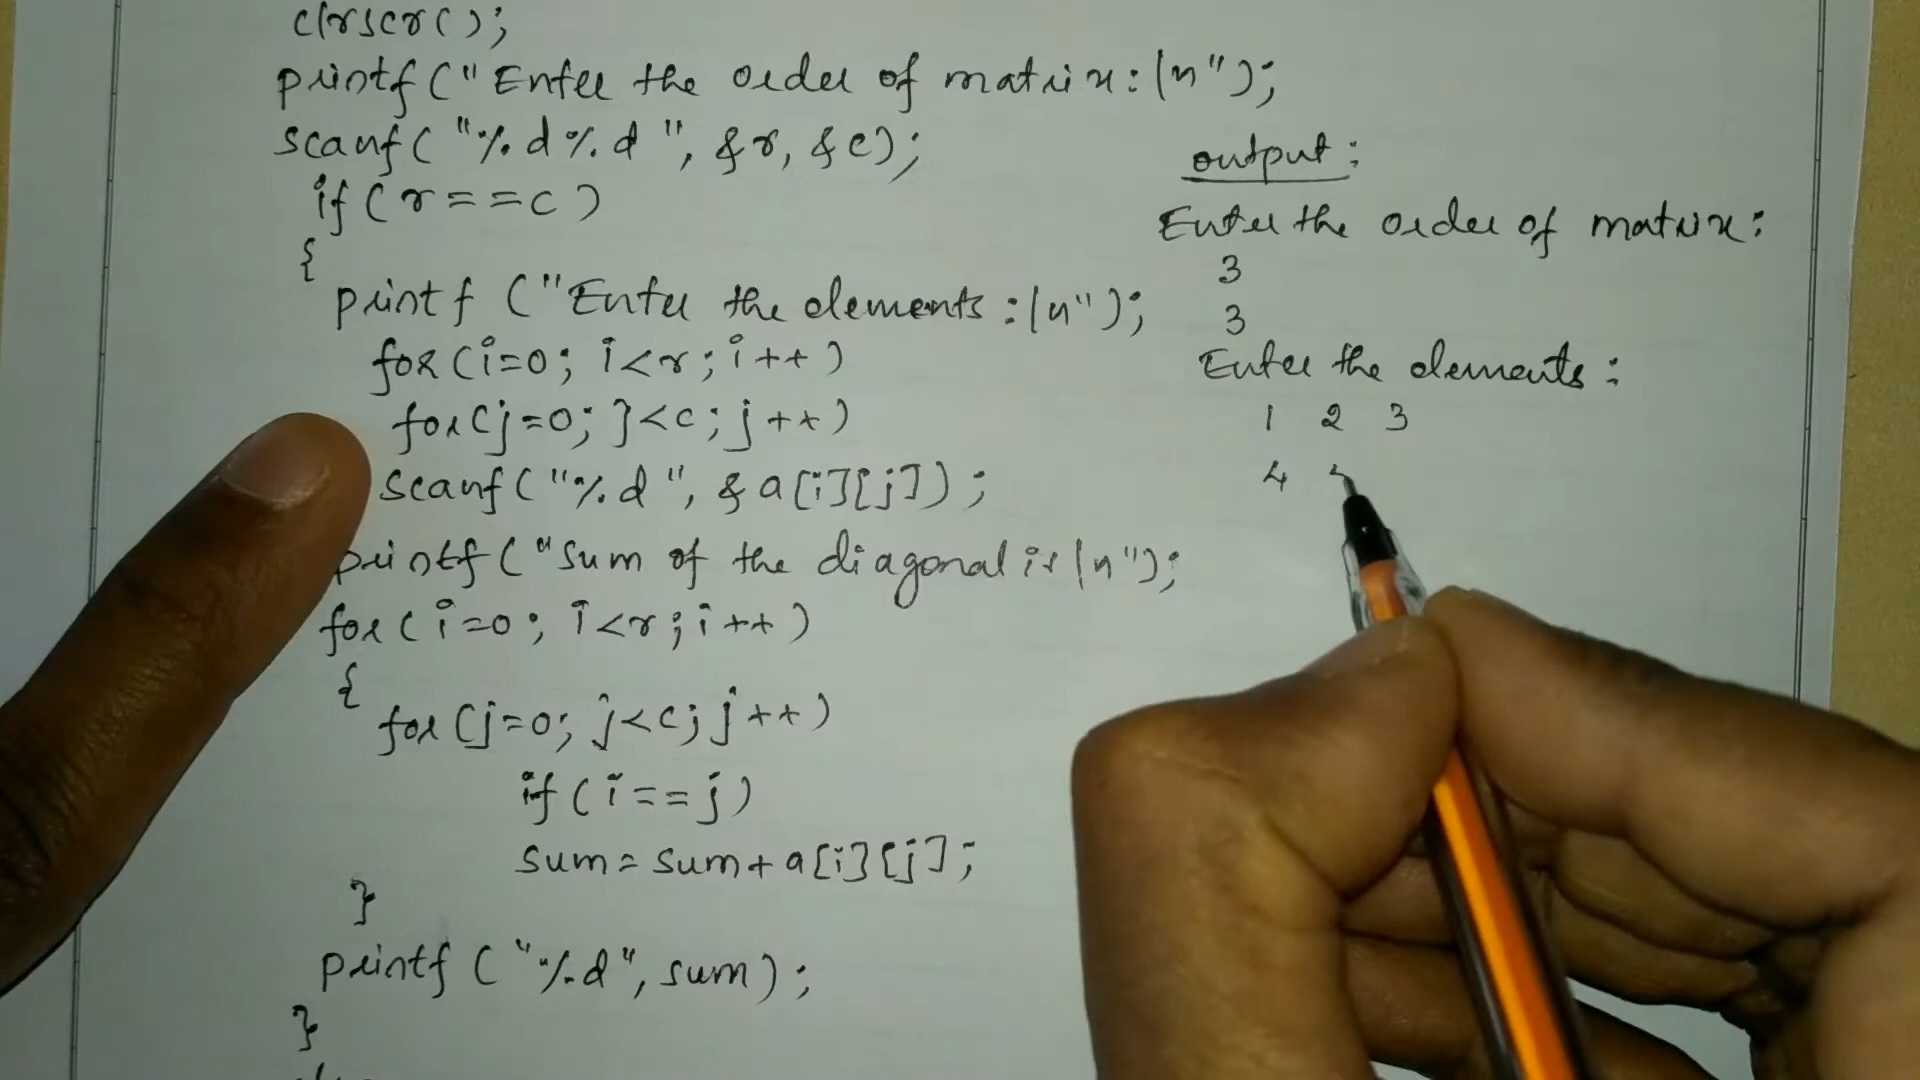 clrscr();
printf("Enter the order of matrix:\n");
scanf("%d%d", &r, &c);
if(r==c)
{
printf("Enter the elements:\n");
for(i=0; i<r; i++)
for(j=0; j<c; j++)
scanf("%d", &a[i][j]);
printf("Sum of the diagonal is\n");
for(i=0; i<r; i++)
{
for(j=0; j<c; j++)
if(i==j)
sum=sum+a[i][j];
}
printf("%d", sum);
}
output:
Enter the order of matrix:
3
3
Enter the elements:
1 2 3
4